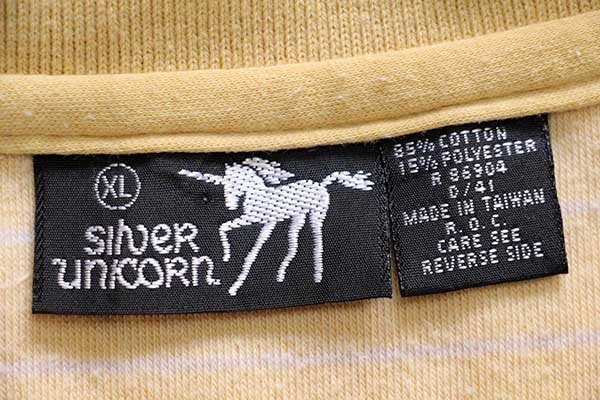 XL
silver
unicorn
85% COTTON
15% POLYESTER
R 86904
D/41
MADE IN TAIWAN
R.O.C.
CARE SEE
REVERSE SIDE